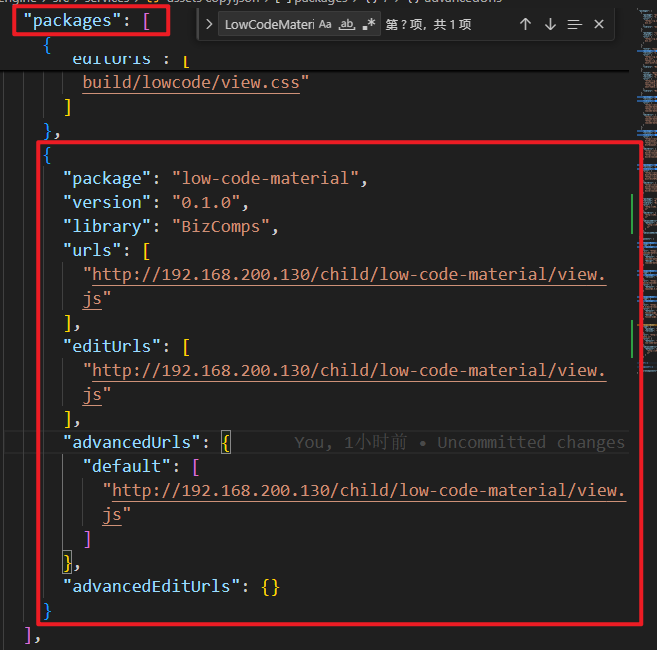 "packages": [
LowCodeMateri
Aa
ab
.*
第 ? 项，共 1 项
{
"editUrls": [
build/lowcode/view.css"
]
},
{
"package": "low-code-material",
"version": "0.1.0",
"library": "BizComps",
"urls": [
"http://192.168.200.130/child/low-code-material/view.
js"
],
"editUrls": [
"http://192.168.200.130/child/low-code-material/view.
js"
],
"advancedUrls": { You, 1小时前 • Uncommitted changes
"default": [
"http://192.168.200.130/child/low-code-material/view.
js"
]
},
"advancedEditUrls": {}
}
],